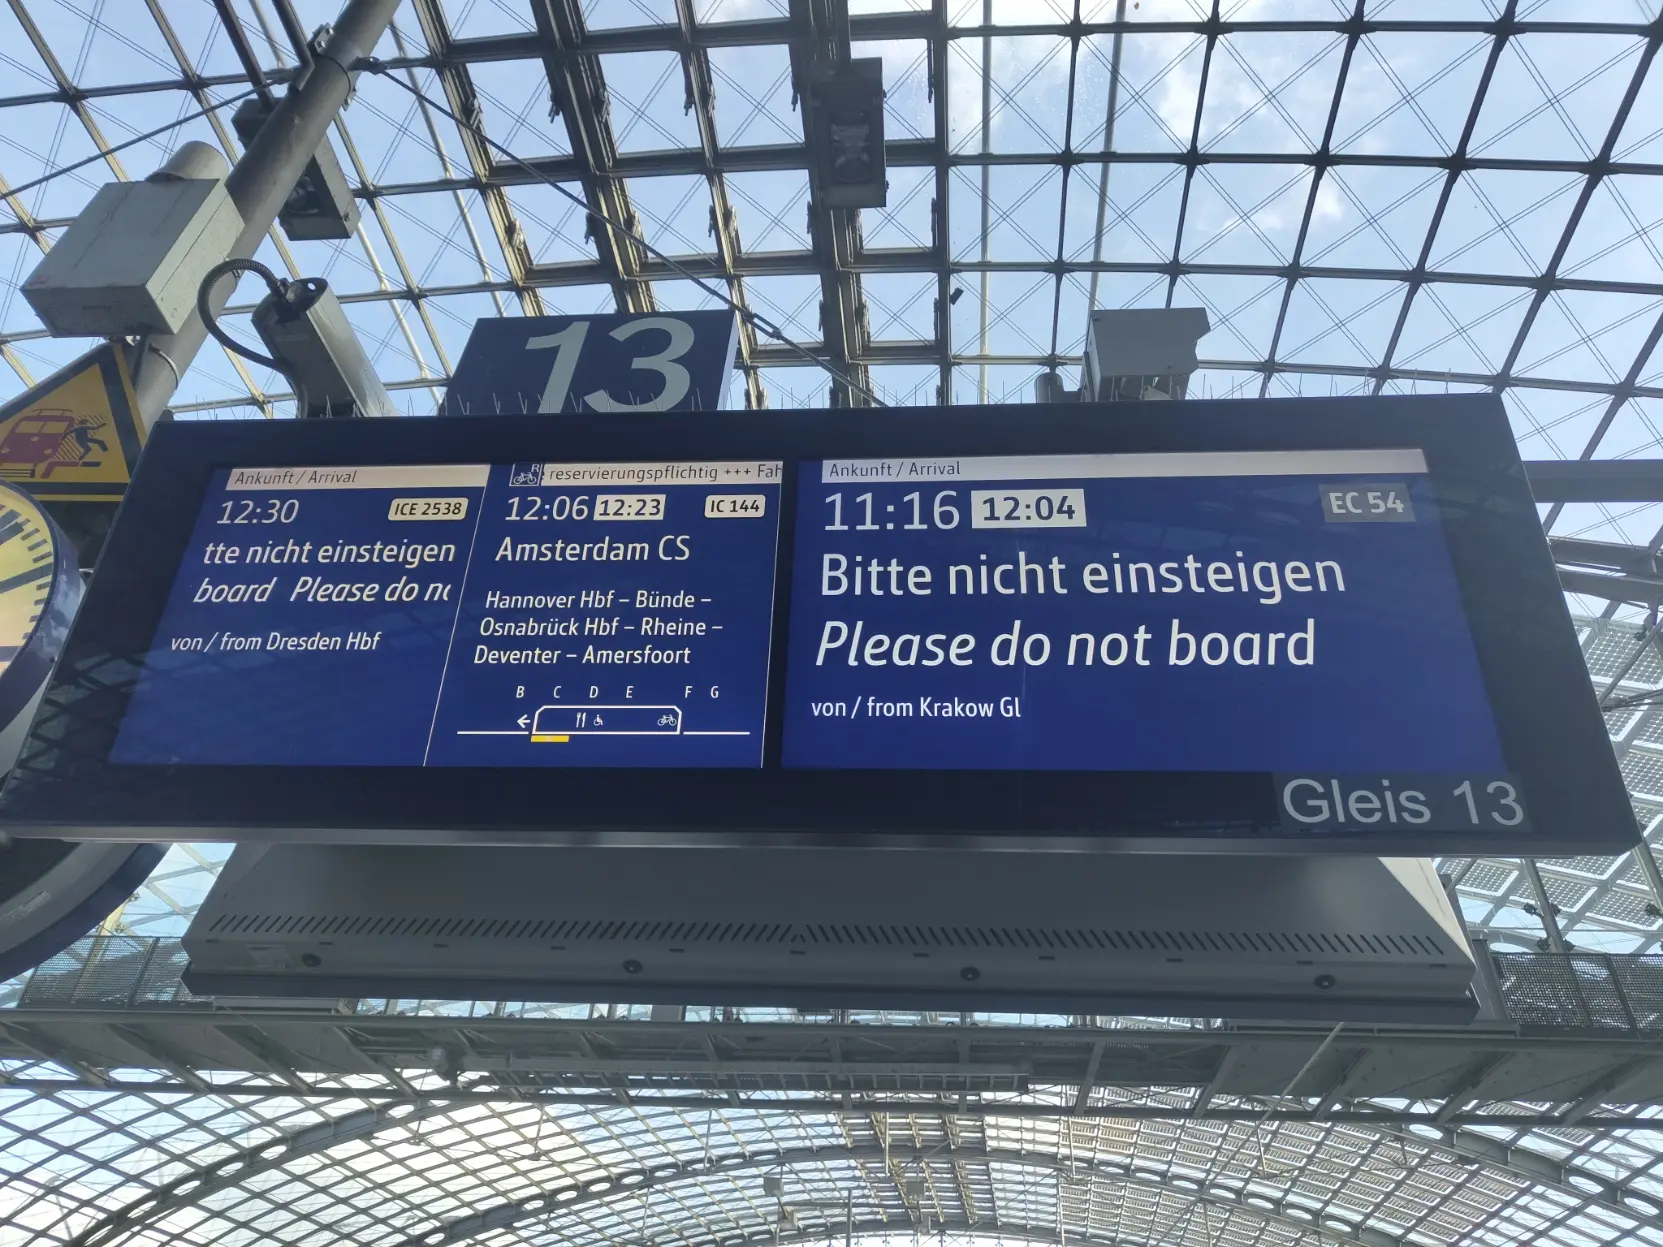 13
Ankunft / Arrival
12:30 ICE 2538
tte nicht einsteigen
board Please do no
von / from Dresden Hbf
R
reservierungspflichtig +++ Fah
12:06 12:23 IC 144
Amsterdam CS
Hannover Hbf – Bünde –
Osnabrück Hbf – Rheine –
Deventer – Amersfoort
B C D E F G
Ankunft / Arrival
11:16 12:04 EC 54
Bitte nicht einsteigen
Please do not board
von / from Krakow Gl
Gleis 13